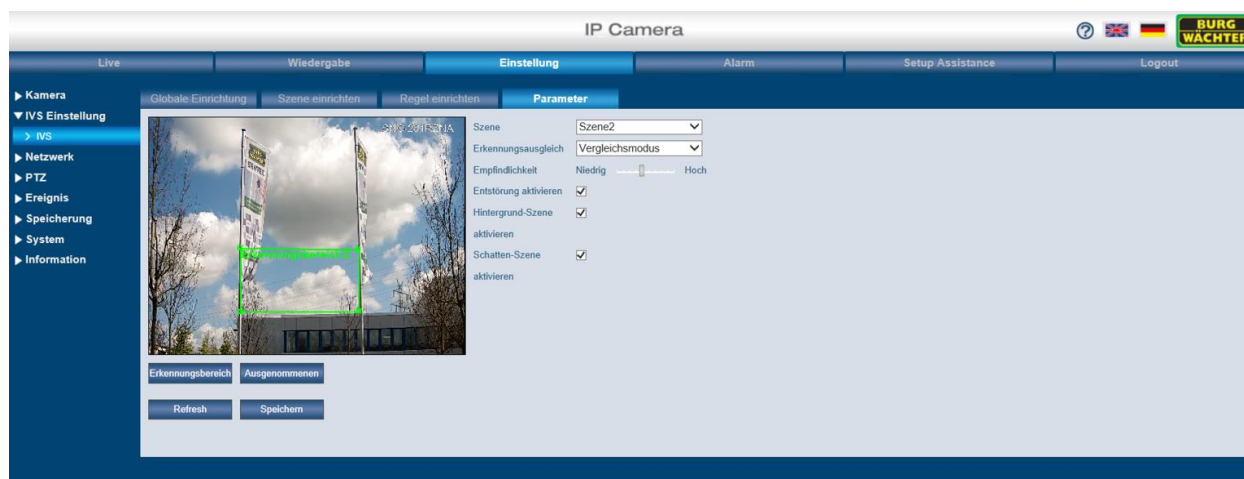 IP Camera
BURG
WÄCHTER
Live Wiedergabe Einstellung Alarm Setup Assistance Logout
Kamera
IVS Einstellung
> IVS
Netzwerk
PTZ
Ereignis
Speicherung
System
Information
Globale Einrichtung Szene einrichten Regel einrichten Parameter
Szene Szene2
Erkennungsausgleich Vergleichsmodus
Empfindlichkeit Niedrig Hoch
Entstörung aktivieren
Hintergrund-Szene
aktivieren
Schatten-Szene
aktivieren
Erkennungsbereich Ausgenommenen
Refresh Speichern